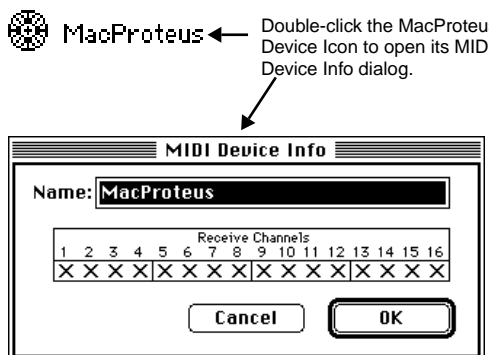 MacProteus
Double-click the MacProteu
Device Icon to open its MID
Device Info dialog.
MIDI Device Info
Name: MacProteus
Receive Channels
1 2 3 4 5 6 7 8 9 10 11 12 13 14 15 16
X X X X X X X X X X X X X X X X
Cancel OK